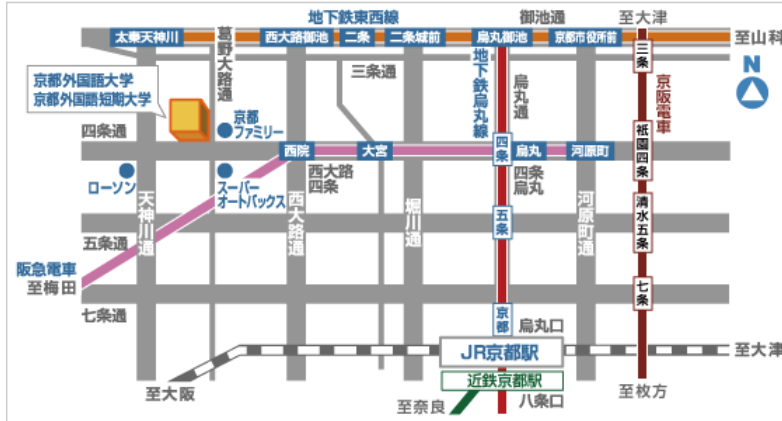 地下鉄東西線
御池通
至大津
太秦天神川
葛野大路通
西大路御池
二条
二条城前
烏丸御池
京都市役所前
三条
至山科
N
京都外国語大学
京都外国語短期大学
三条通
地下鉄烏丸線
烏丸通
京阪電車
四条通
京都
ファミリー
西院
大宮
四条
烏丸
河原町
祇園四条
ローソン
スーパー
オートバックス
西大路
四条
四条
烏丸
天神川通
西大路通
堀川通
河原町通
五条
清水五条
五条通
阪急電車
至梅田
七条
七条通
京都
烏丸口
JR京都駅
至大津
近鉄京都駅
至大阪
至奈良
八条口
至枚方